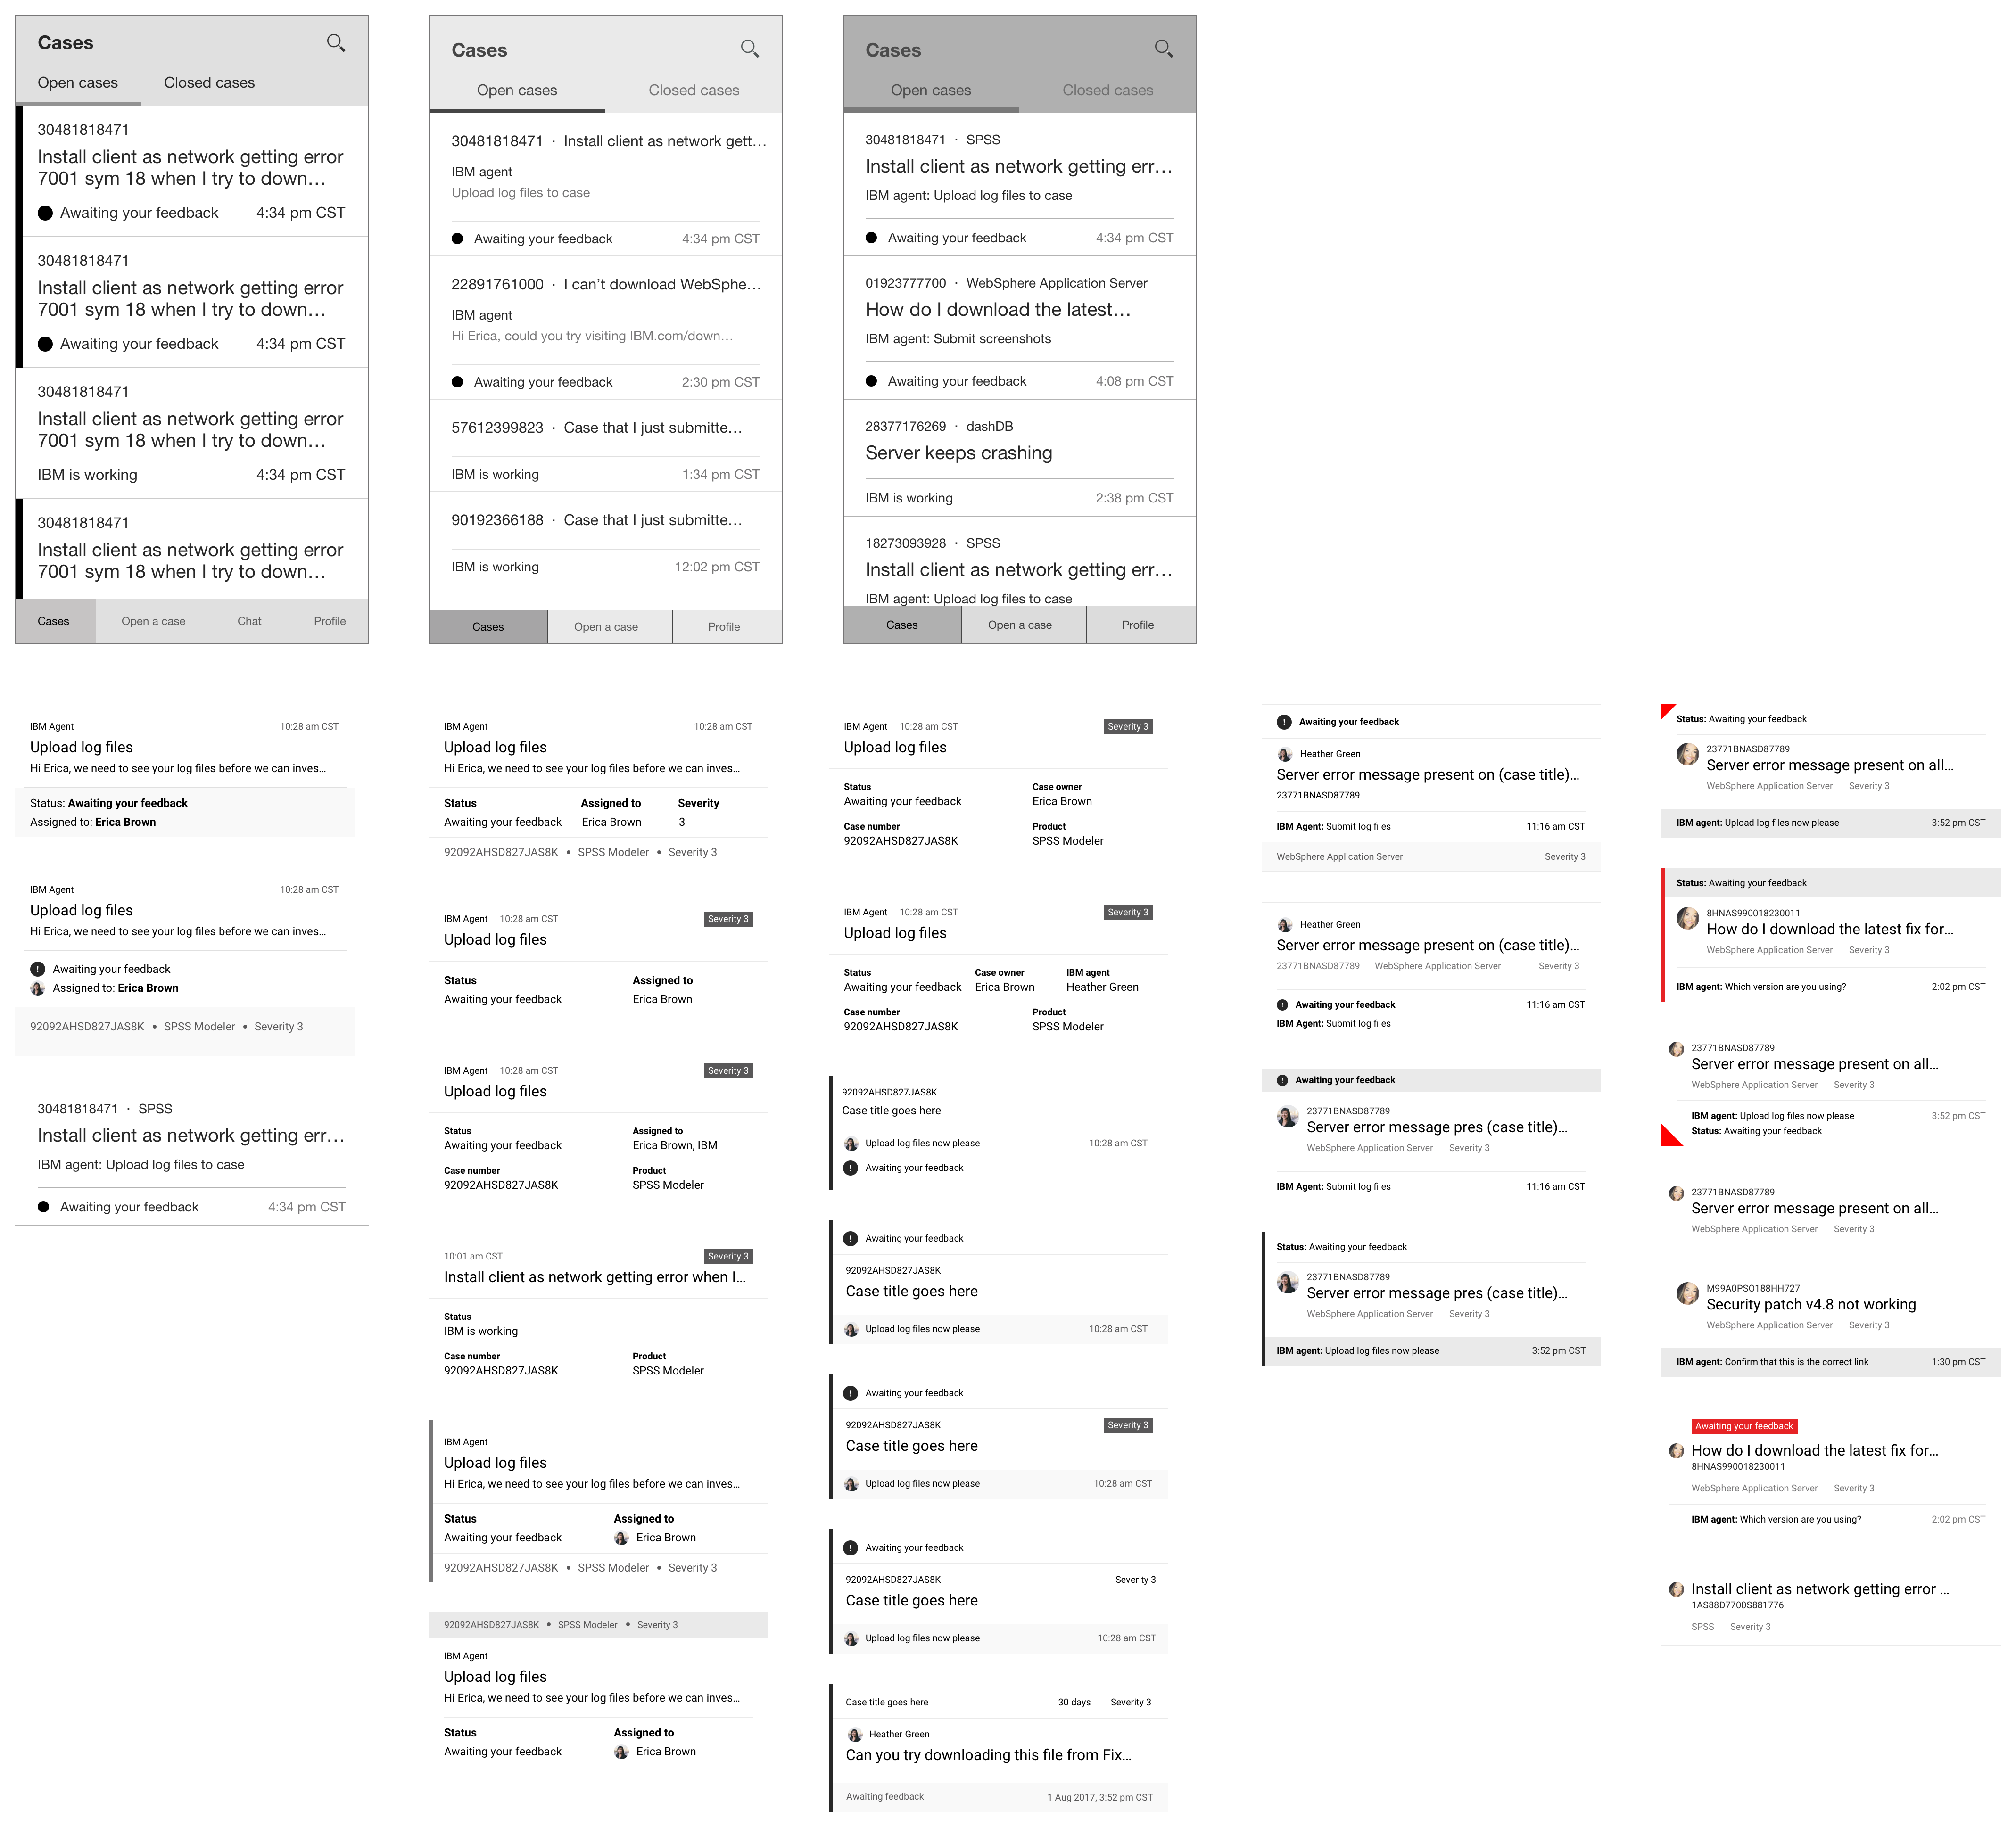 Cases
Open cases
Closed cases
30481818471
Install client as network getting error
7001 sym 18 when I try to down…
Awaiting your feedback
4:34 pm CST
30481818471
Install client as network getting error
7001 sym 18 when I try to down…
Awaiting your feedback
4:34 pm CST
30481818471
Install client as network getting error
7001 sym 18 when I try to down…
IBM is working
4:34 pm CST
30481818471
Install client as network getting error
7001 sym 18 when I try to down…
Cases
Open a case
Chat
Profile
Cases
Open cases
Closed cases
30481818471 · Install client as network gett…
IBM agent
Upload log files to case
Awaiting your feedback
4:34 pm CST
22891761000 · I can’t download WebSphe…
IBM agent
Hi Erica, could you try visiting IBM.com/down…
Awaiting your feedback
2:30 pm CST
57612399823 · Case that I just submitte…
IBM is working
1:34 pm CST
90192366188 · Case that I just submitte…
IBM is working
12:02 pm CST
Cases
Open a case
Profile
Cases
Open cases
Closed cases
30481818471 · SPSS
Install client as network getting err…
IBM agent: Upload log files to case
Awaiting your feedback
4:34 pm CST
01923777700 · WebSphere Application Server
How do I download the latest…
IBM agent: Submit screenshots
Awaiting your feedback
4:08 pm CST
28377176269 · dashDB
Server keeps crashing
IBM is working
2:38 pm CST
18273093928 · SPSS
Install client as network getting err…
IBM agent: Upload log files to case
Cases
Open a case
Profile
IBM Agent
10:28 am CST
Upload log files
Hi Erica, we need to see your log files before we can inves…
Status: Awaiting your feedback
Assigned to: Erica Brown
IBM Agent
10:28 am CST
Upload log files
Hi Erica, we need to see your log files before we can inves…
! Awaiting your feedback
Assigned to: Erica Brown
92092AHSD827JAS8K • SPSS Modeler • Severity 3
30481818471 · SPSS
Install client as network getting err…
IBM agent: Upload log files to case
Awaiting your feedback
4:34 pm CST
IBM Agent
10:28 am CST
Upload log files
Hi Erica, we need to see your log files before we can inves…
Status Assigned to Severity
Awaiting your feedback Erica Brown 3
92092AHSD827JAS8K • SPSS Modeler • Severity 3
IBM Agent 10:28 am CST Severity 3
Upload log files
Status Assigned to
Awaiting your feedback Erica Brown
IBM Agent 10:28 am CST Severity 3
Upload log files
Status Assigned to
Awaiting your feedback Erica Brown, IBM
Case number Product
92092AHSD827JAS8K SPSS Modeler
10:01 am CST Severity 3
Install client as network getting error when I…
Status
IBM is working
Case number Product
92092AHSD827JAS8K SPSS Modeler
IBM Agent
Upload log files
Hi Erica, we need to see your log files before we can inves…
Status Assigned to
Awaiting your feedback Erica Brown
92092AHSD827JAS8K • SPSS Modeler • Severity 3
92092AHSD827JAS8K • SPSS Modeler • Severity 3
IBM Agent
Upload log files
Hi Erica, we need to see your log files before we can inves…
Status Assigned to
Awaiting your feedback Erica Brown
IBM Agent 10:28 am CST Severity 3
Upload log files
Status Case owner
Awaiting your feedback Erica Brown
Case number Product
92092AHSD827JAS8K SPSS Modeler
IBM Agent 10:28 am CST Severity 3
Upload log files
Status Case owner IBM agent
Awaiting your feedback Erica Brown Heather Green
Case number Product
92092AHSD827JAS8K SPSS Modeler
92092AHSD827JAS8K
Case title goes here
Upload log files now please 10:28 am CST
! Awaiting your feedback
! Awaiting your feedback
92092AHSD827JAS8K
Case title goes here
Upload log files now please 10:28 am CST
! Awaiting your feedback
92092AHSD827JAS8K Severity 3
Case title goes here
Upload log files now please 10:28 am CST
! Awaiting your feedback
92092AHSD827JAS8K Severity 3
Case title goes here
Upload log files now please 10:28 am CST
Case title goes here 30 days Severity 3
Heather Green
Can you try downloading this file from Fix…
Awaiting feedback 1 Aug 2017, 3:52 pm CST
! Awaiting your feedback
Heather Green
Server error message present on (case title)…
23771BNASD87789
IBM Agent: Submit log files 11:16 am CST
WebSphere Application Server Severity 3
Heather Green
Server error message present on (case title)…
23771BNASD87789 WebSphere Application Server Severity 3
! Awaiting your feedback 11:16 am CST
IBM Agent: Submit log files
! Awaiting your feedback
23771BNASD87789
Server error message pres (case title)…
WebSphere Application Server Severity 3
IBM Agent: Submit log files 11:16 am CST
Status: Awaiting your feedback
23771BNASD87789
Server error message pres (case title)…
WebSphere Application Server Severity 3
IBM agent: Upload log files now please 3:52 pm CST
Status: Awaiting your feedback
23771BNASD87789
Server error message present on all…
WebSphere Application Server Severity 3
IBM agent: Upload log files now please 3:52 pm CST
Status: Awaiting your feedback
8HNAS990018230011
How do I download the latest fix for…
WebSphere Application Server Severity 3
IBM agent: Which version are you using? 2:02 pm CST
23771BNASD87789
Server error message present on all…
WebSphere Application Server Severity 3
IBM agent: Upload log files now please 3:52 pm CST
Status: Awaiting your feedback
23771BNASD87789
Server error message present on all…
WebSphere Application Server Severity 3
M99A0PSO188HH727
Security patch v4.8 not working
WebSphere Application Server Severity 3
IBM agent: Confirm that this is the correct link 1:30 pm CST
Awaiting your feedback
How do I download the latest fix for…
8HNAS990018230011
WebSphere Application Server Severity 3
IBM agent: Which version are you using? 2:02 pm CST
Install client as network getting error …
1AS88D7700S881776
SPSS Severity 3